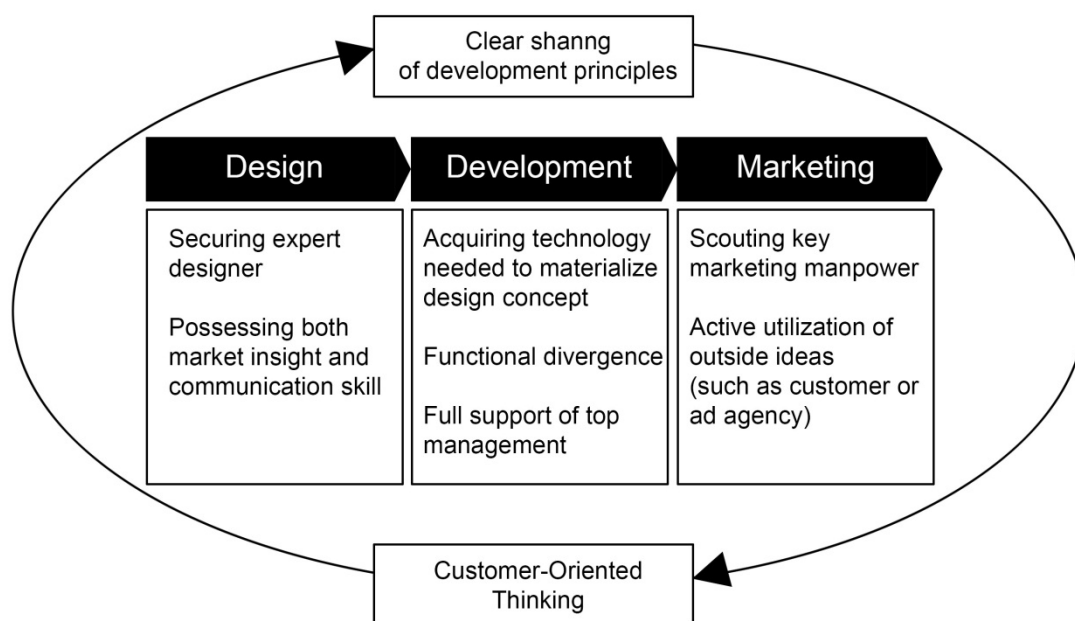 Clear shanng
of development principles
Design
Development
Marketing
Securing expert
designer
Possessing both
market insight and
communication skill
Acquiring technology
needed to materialize
design concept
Functional divergence
Full support of top
management
Scouting key
marketing manpower
Active utilization of
outside ideas
(such as customer or
ad agency)
Customer-Oriented
Thinking